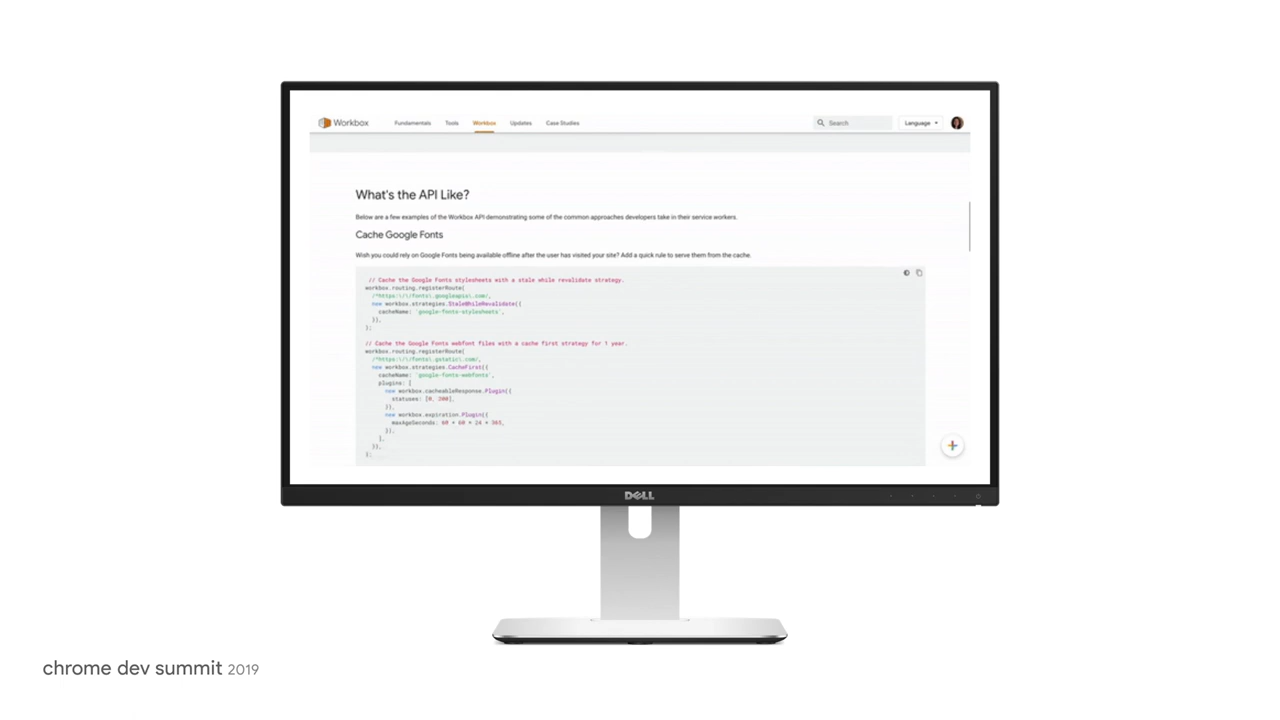 Workbox
Fundamentals Tools Workbox Updates Case Studies
Search
Language
What's the API Like?
Below are a few examples of the Workbox API demonstrating some of the common approaches developers take in their service workers.
Cache Google Fonts
Wish you could rely on Google Fonts being available offline after the user has visited your site? Add a quick rule to serve them from the cache.
// Cache the Google Fonts stylesheets with a stale while revalidate strategy.
workbox.routing.registerRoute(
/^https:\/\/fonts\.googleapis\.com/,
new workbox.strategies.StaleWhileRevalidate({
cacheName: 'google-fonts-stylesheets',
}),
);
// Cache the Google Fonts webfont files with a cache first strategy for 1 year.
workbox.routing.registerRoute(
/^https:\/\/fonts\.gstatic\.com/,
new workbox.strategies.CacheFirst({
cacheName: 'google-fonts-webfonts',
plugins: [
new workbox.cacheableResponse.Plugin({
statuses: [0, 200],
}),
new workbox.expiration.Plugin({
maxAgeSeconds: 60 * 60 * 24 * 365,
}),
],
}),
);
DELL
chrome dev summit 2019